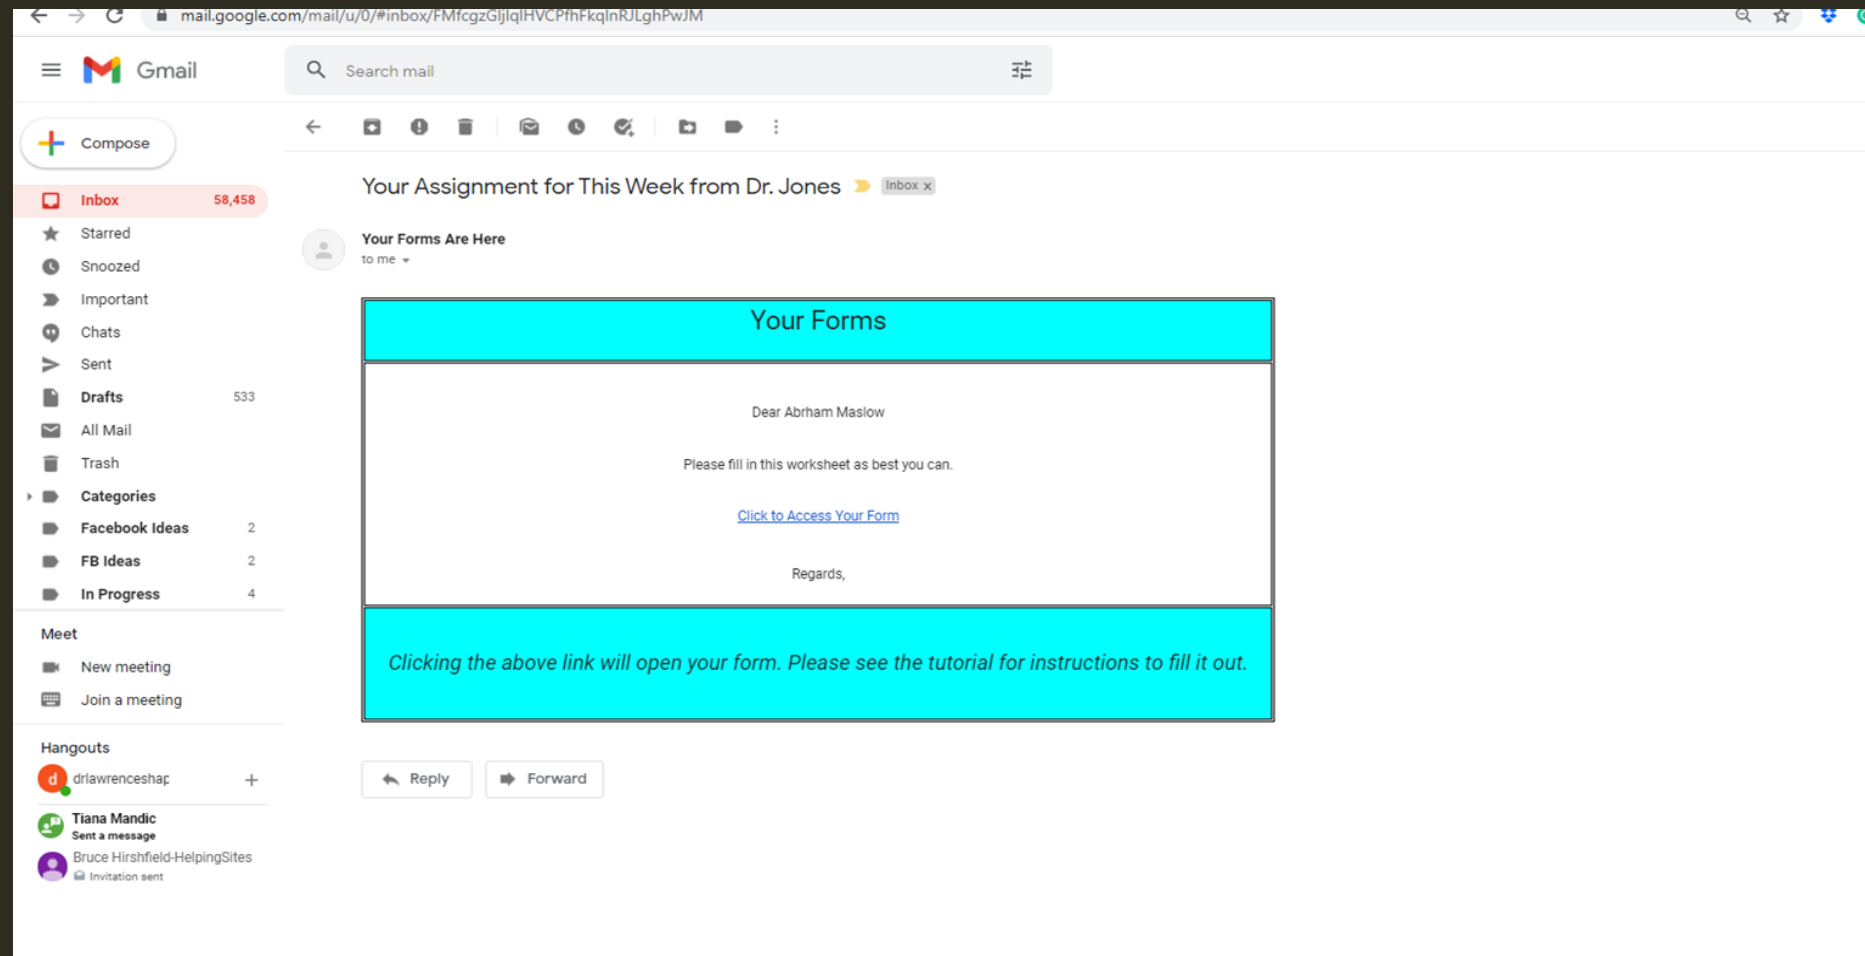 mail.google.com/mail/u/0/#inbox/FMfcgzGljlqlHVCPfhFkqlnRJLghPwJM
Gmail
Search mail
Compose
Your Assignment for This Week from Dr. Jones Inbox x
Inbox 58,458
Starred
Your Forms Are Here
to me
Snoozed
Important
Chats
Sent
Drafts 533
All Mail
Trash
Categories
Facebook Ideas 2
FB Ideas 2
In Progress 4
Your Forms
Dear Abrham Maslow
Please fill in this worksheet as best you can.
Click to Access Your Form
Regards,
Clicking the above link will open your form. Please see the tutorial for instructions to fill it out.
Meet
New meeting
Join a meeting
Hangouts
d drlawrenceshap
Tiana Mandic
Sent a message
Bruce Hirshfield-HelpingSites
Invitation sent
Reply
Forward